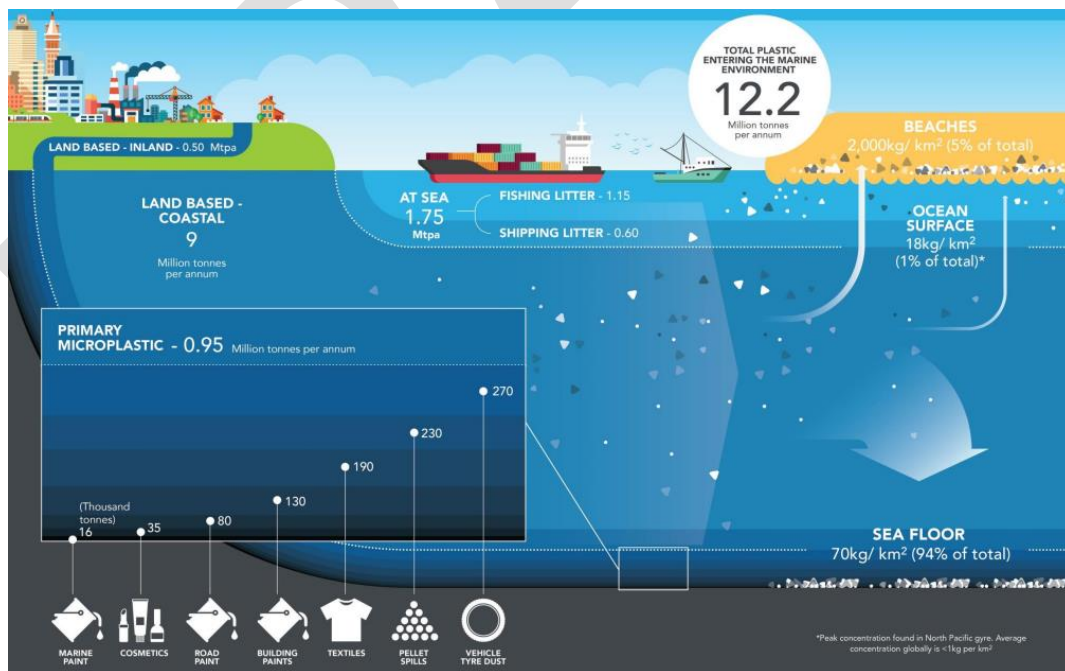 TOTAL PLASTIC
ENTERING THE MARINE
ENVIRONMENT
12.2
Million tonnes
per annum
LAND BASED - INLAND - 0.50 Mtpa
LAND BASED -
COASTAL
9
Million tonnes
per annum
AT SEA
1.75
Mtpa
FISHING LITTER - 1.15
SHIPPING LITTER - 0.60
BEACHES
2,000kg/ km² (5% of total)
OCEAN
SURFACE
18kg/ km²
(1% of total)*
PRIMARY
MICROPLASTIC - 0.95 Million tonnes per annum
(Thousand
tonnes)
16
35
80
130
190
230
270
SEA FLOOR
70kg/ km² (94% of total)
MARINE
PAINT
COSMETICS
ROAD
PAINT
BUILDING
PAINTS
TEXTILES
PELLET
SPILLS
VEHICLE
TYRE DUST
*Peak concentration found in North Pacific gyre. Average
concentration globally is <1kg per km²